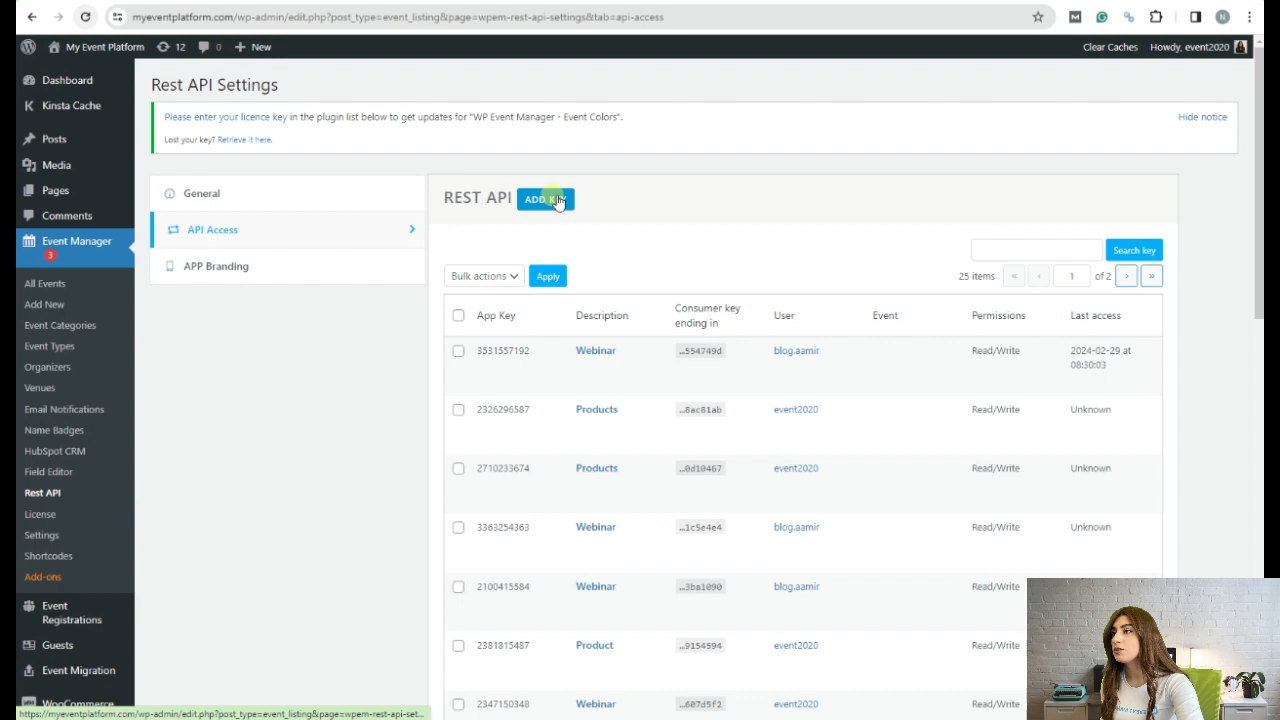 myeventplatform.com/wp-admin/edit.php?post_type=event_listing&page=wpem-rest-api-settings&tab=api-access
My Event Platform 12 0 + New Clear Caches Howdy, event2020
Dashboard
Kinsta Cache
Posts
Media
Pages
Comments
Event Manager
3
All Events
Add New
Event Categories
Event Types
Organizers
Venues
Email Notifications
Name Badges
HubSpot CRM
Field Editor
Rest API
License
Settings
Shortcodes
Add-ons
Event
Registrations
Guests
Event Migration
WooCommerce
Rest API Settings
Please enter your licence key in the plugin list below to get updates for "WP Event Manager - Event Colors". Hide notice
Lost your key? Retrieve it here.
General
API Access
APP Branding
REST API ADD
Search key
Bulk actions Apply 25 items « ‹ 1 of 2 › »
App Key Description Consumer key ending in User Event Permissions Last access
3531557192 Webinar …554749d blog.aamir Read/Write 2024-02-29 at
08:30:03
2326296587 Products …8ac81ab event2020 Read/Write Unknown
2710233674 Products …0d10467 event2020 Read/Write Unknown
3363254363 Webinar …1c5e4e4 blog.aamir Read/Write Unknown
2100415584 Webinar …3ba1090 blog.aamir Read/Write
2381815487 Product …9154594 event2020 Read/Write
2347150348 Webinar …607d5f2 event2020 Read/Write
https://myeventplatform.com/wp-admin/edit.php?post_type=event_listing&page=wpem-rest-api-set...